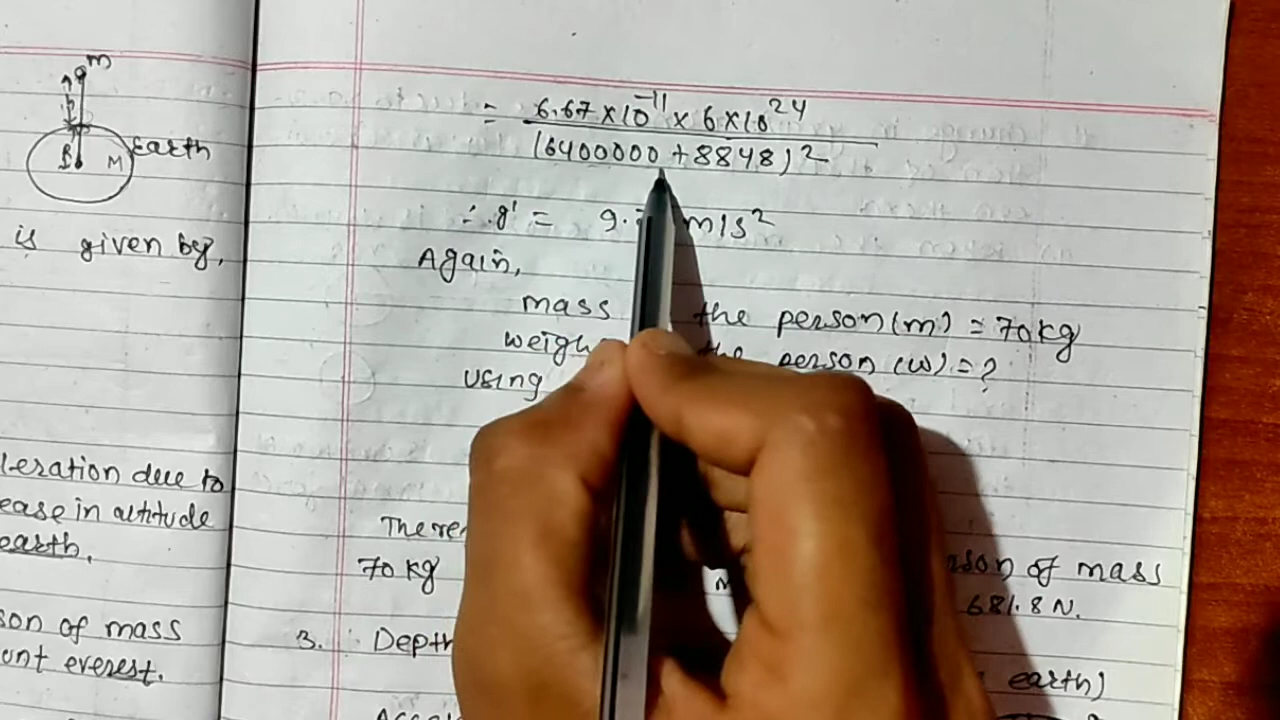 m
h
Earth
R M
is given by,
leration due to
ease in altitude
earth.
son of mass
unt everest.
= 6.67 × 10⁻¹¹ × 6 × 10²⁴
(6400000 + 8848)²
∴ g' = 9. m/s²
Again,
mass the person (m) = 70 kg
weigh the person (w) = ?
using
There
70 kg son of mass
681.8 N.
3. Depth
earth)